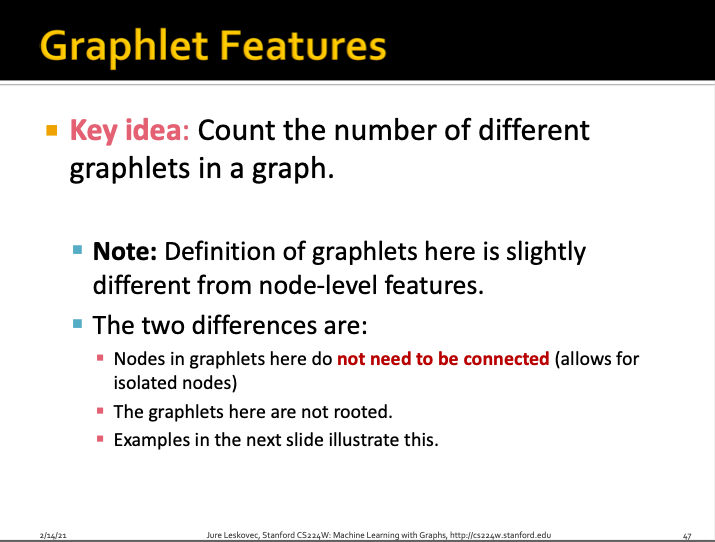 Graphlet Features
Key idea: Count the number of different
graphlets in a graph.
Note: Definition of graphlets here is slightly
different from node-level features.
The two differences are:
Nodes in graphlets here do not need to be connected (allows for
isolated nodes)
The graphlets here are not rooted.
Examples in the next slide illustrate this.
2/14/21 Jure Leskovec, Stanford CS224W: Machine Learning with Graphs, http://cs224w.stanford.edu 47